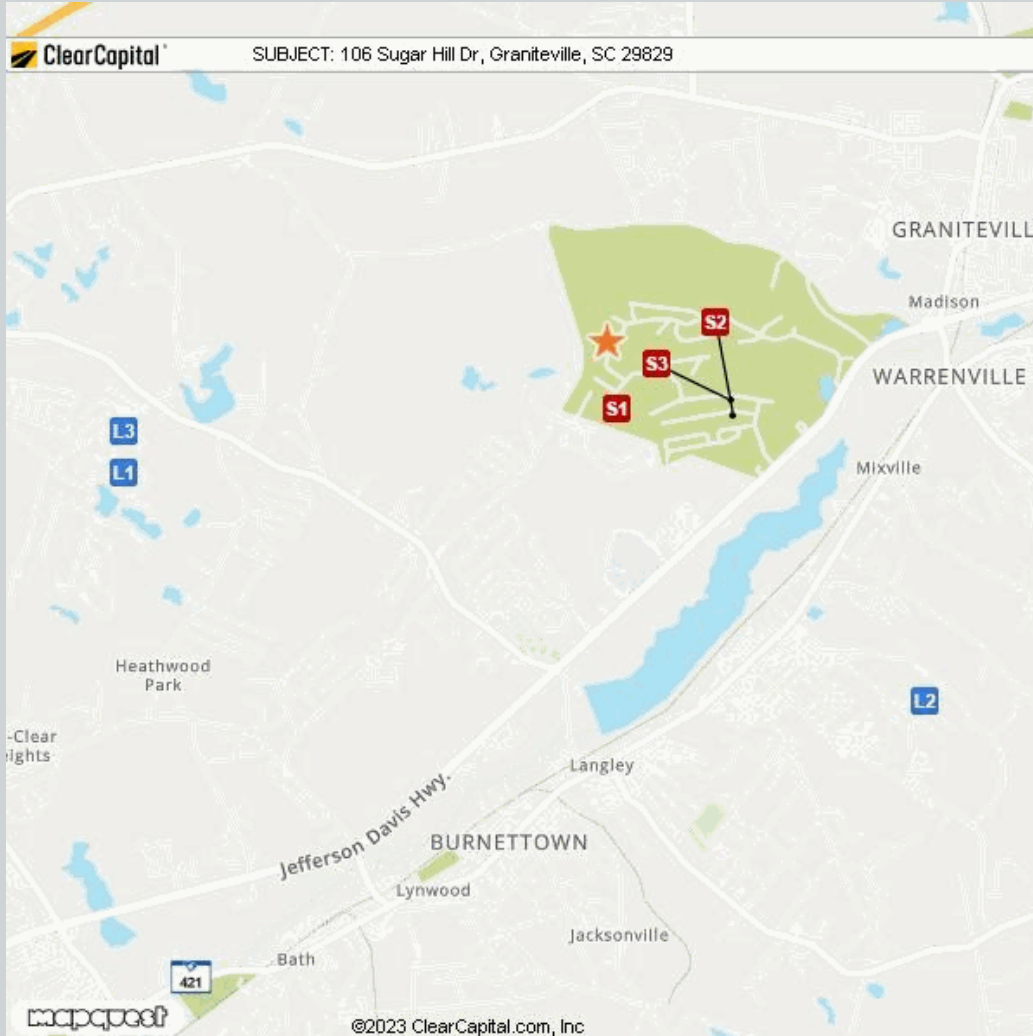 ClearCapital
SUBJECT: 106 Sugar Hill Dr, Graniteville, SC 29829
GRANITEVILL
Madison
S2
S3
WARRENVILLE
S1
L3
L1
Mixville
Heathwood
Park
L2
-Clear
eights
Langley
Jefferson Davis Hwy.
BURNETTOWN
Lynwood
Jacksonville
Bath
421
mapquest
©2023 ClearCapital.com, Inc